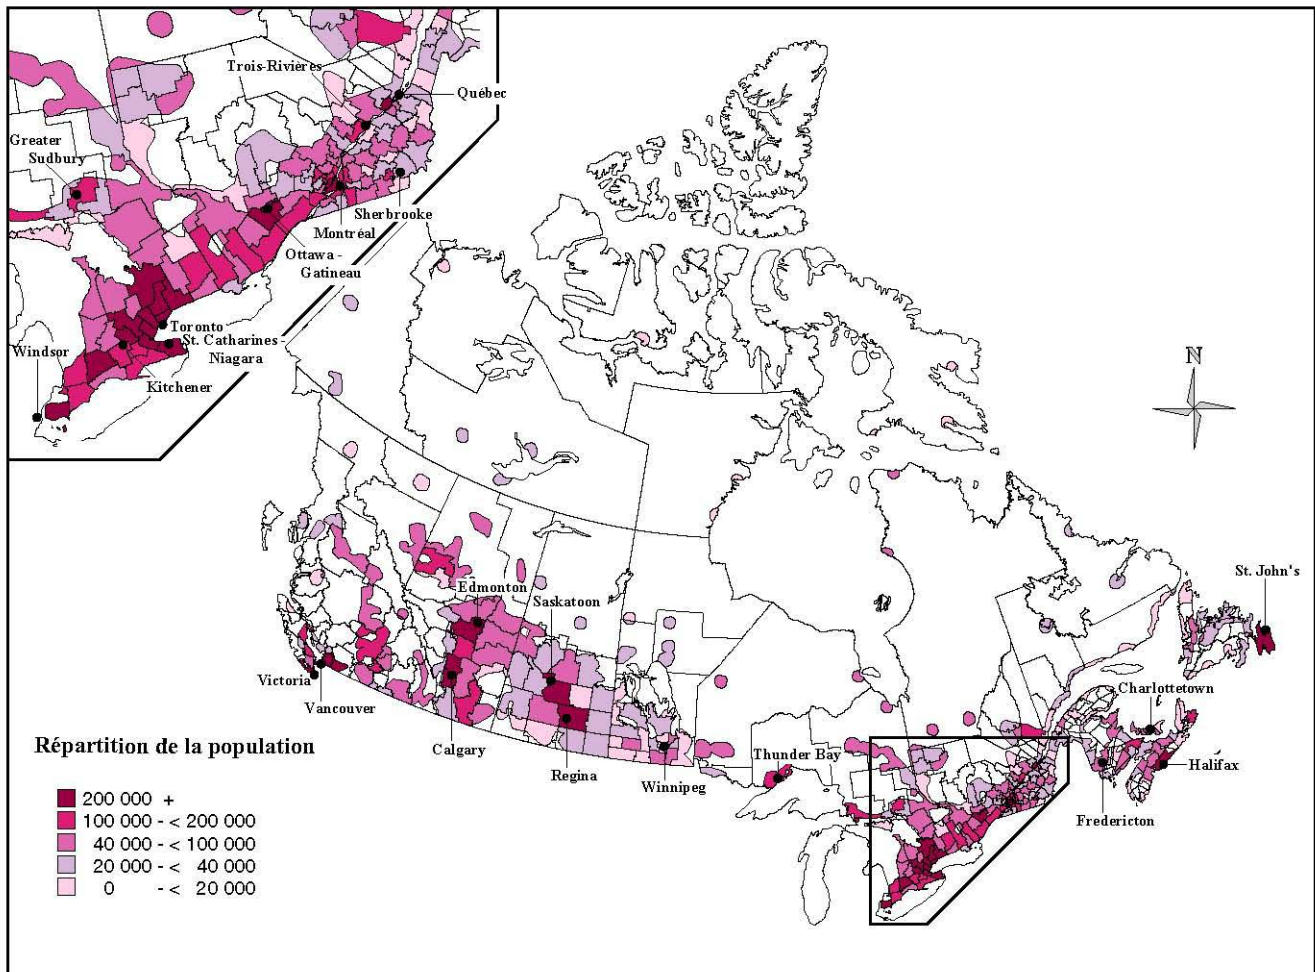 Trois-Rivières
Québec
Greater
Sudbury
Sherbrooke
Montréal
Ottawa -
Gatineau
Toronto
St. Catharines -
Niagara
Windsor
Kitchener
N
Edmonton
Saskatoon
St. John's
Victoria
Vancouver
Charlottetown
Calgary
Regina
Winnipeg
Thunder Bay
Halifax
Fredericton
Répartition de la population
200 000 +
100 000 - < 200 000
40 000 - < 100 000
20 000 - < 40 000
0 - < 20 000